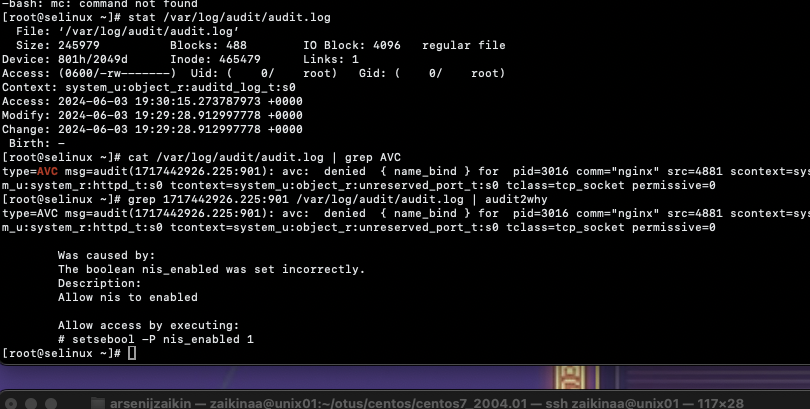 -bash: mc: command not found
[root@selinux ~]# stat /var/log/audit/audit.log
  File: ‘/var/log/audit/audit.log’
  Size: 245979          Blocks: 488        IO Block: 4096   regular file
Device: 801h/2049d      Inode: 465479      Links: 1
Access: (0600/-rw-------)  Uid: (    0/    root)   Gid: (    0/    root)
Context: system_u:object_r:auditd_log_t:s0
Access: 2024-06-03 19:30:15.273787973 +0000
Modify: 2024-06-03 19:29:28.912997778 +0000
Change: 2024-06-03 19:29:28.912997778 +0000
 Birth: -
[root@selinux ~]# cat /var/log/audit/audit.log | grep AVC
type=AVC msg=audit(1717442926.225:901): avc:  denied  { name_bind } for  pid=3016 comm="nginx" src=4881 scontext=sys
m_u:system_r:httpd_t:s0 tcontext=system_u:object_r:unreserved_port_t:s0 tclass=tcp_socket permissive=0
[root@selinux ~]# grep 1717442926.225:901 /var/log/audit/audit.log | audit2why
type=AVC msg=audit(1717442926.225:901): avc:  denied  { name_bind } for  pid=3016 comm="nginx" src=4881 scontext=sys
m_u:system_r:httpd_t:s0 tcontext=system_u:object_r:unreserved_port_t:s0 tclass=tcp_socket permissive=0

        Was caused by:
        The boolean nis_enabled was set incorrectly.
        Description:
        Allow nis to enabled

        Allow access by executing:
        # setsebool -P nis_enabled 1
[root@selinux ~]#
arsenijzaikin — zaikinaa@unix01:~/otus/centos/centos7_2004.01 — ssh zaikinaa@unix01 — 117×28